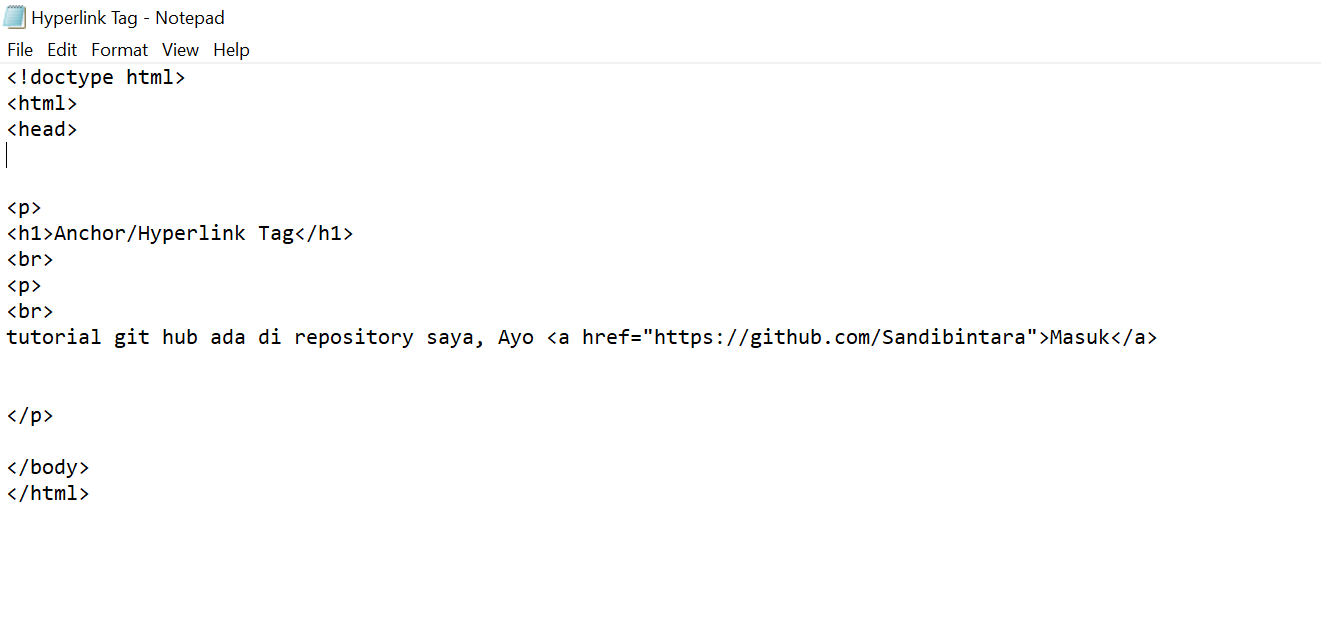 Hyperlink Tag - Notepad
File Edit Format View Help
<!doctype html>
<html>
<head>
<p>
<h1>Anchor/Hyperlink Tag</h1>
<br>
<p>
<br>
tutorial git hub ada di repository saya, Ayo <a href="https://github.com/Sandibintara">Masuk</a>
</p>
</body>
</html>